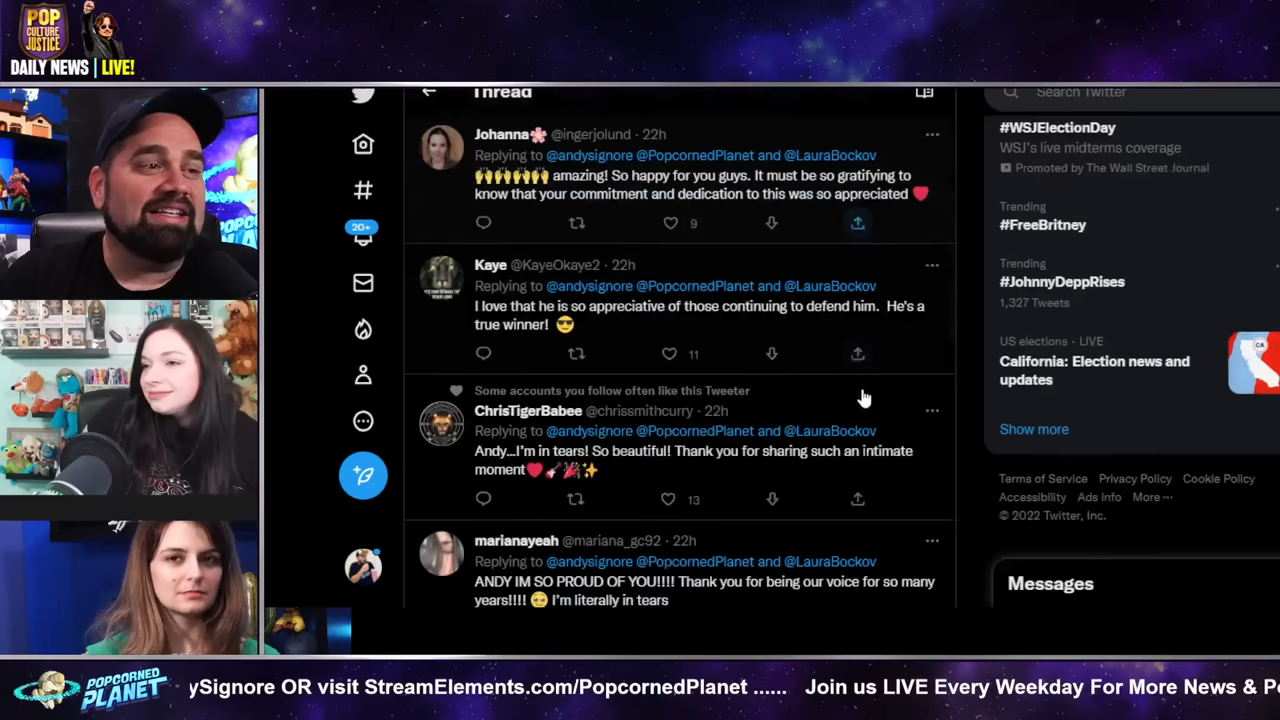 POP
CULTURE
JUSTICE
DAILY NEWS | LIVE!
Thread
Search Twitter
Johanna🌸 @ingerjolund · 22h
Replying to @andysignore @PopcornedPlanet and @LauraBockov
🙌🙌🙌🙌 amazing! So happy for you guys. It must be so gratifying to
know that your commitment and dedication to this was so appreciated ❤️
9
Kaye @KayeOkaye2 · 22h
Replying to @andysignore @PopcornedPlanet and @LauraBockov
I love that he is so appreciative of those continuing to defend him. He's a
true winner! 😎
11
Some accounts you follow often like this Tweeter
ChrisTigerBabee @chrissmithcurry · 22h
Replying to @andysignore @PopcornedPlanet and @LauraBockov
Andy...I'm in tears! So beautiful! Thank you for sharing such an intimate
moment❤️🎸🎉✨
13
marianayeah @mariana_gc92 · 22h
Replying to @andysignore @PopcornedPlanet and @LauraBockov
ANDY IM SO PROUD OF YOU!!!! Thank you for being our voice for so many
years!!!! 🥹 I'm literally in tears
20+
#WSJElectionDay
WSJ's live midterms coverage
Promoted by The Wall Street Journal
Trending
#FreeBritney
Trending
#JohnnyDeppRises
1,327 Tweets
US elections · LIVE
California: Election news and
updates
CA
Show more
Terms of Service Privacy Policy Cookie Policy
Accessibility Ads info More ···
© 2022 Twitter, Inc.
Messages
POPCORNED
PLANET
ySignore OR visit StreamElements.com/PopcornedPlanet ...... Join us LIVE Every Weekday For More News & P